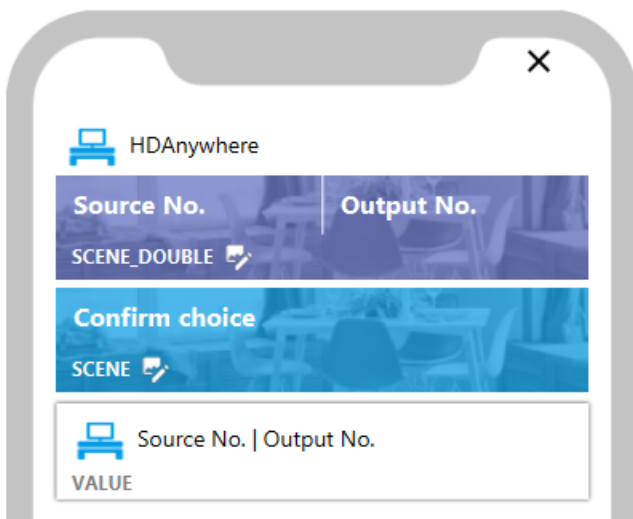 HDAnywhere
Source No. Output No.
SCENE_DOUBLE
Confirm choice
SCENE
Source No. | Output No.
VALUE